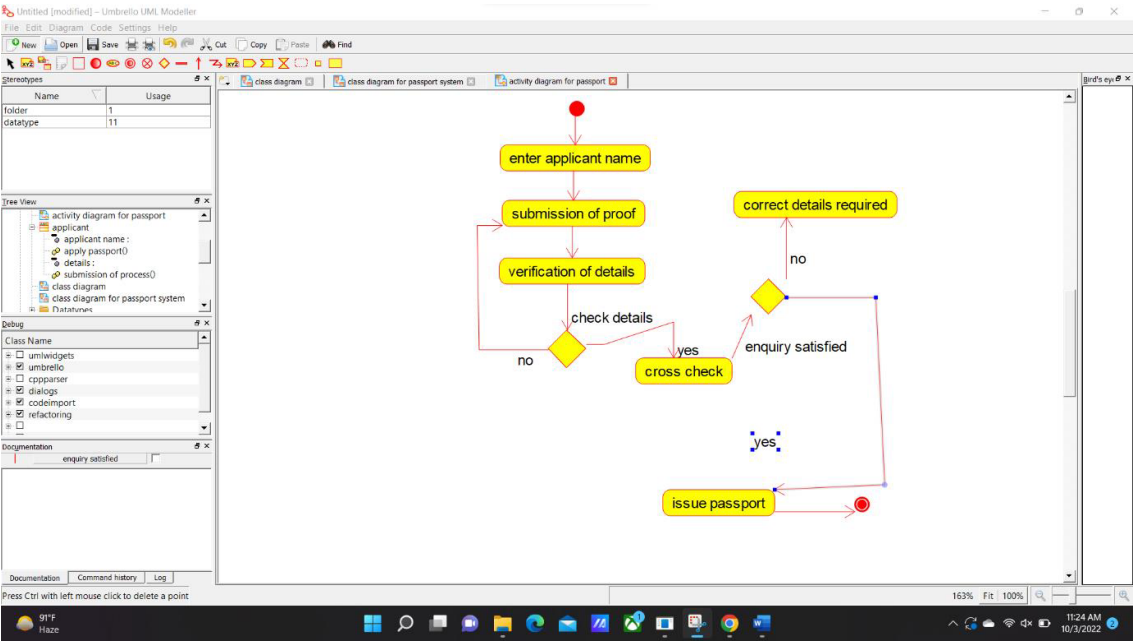 Untitled [modified] – Umbrello UML Modeller
File Edit Diagram Code Settings Help
New Open Save Cut Copy Paste Find
Stereotypes
Name Usage
folder 1
datatype 11
Tree View
activity diagram for passport
applicant
applicant name :
apply passport()
details :
submission of process()
class diagram
class diagram for passport system
Datatypes
Debug
Class Name
umlwidgets
umbrello
cppparser
dialogs
codeimport
refactoring
Documentation
enquiry satisfied
Documentation Command history Log
Press Ctrl with left mouse click to delete a point
class diagram class diagram for passport system activity diagram for passport
Bird's eye
enter applicant name
submission of proof
correct details required
verification of details
no
check details
no
yes
enquiry satisfied
cross check
yes
issue passport
163% Fit 100%
91°F
Haze
11:24 AM
10/3/2022
2